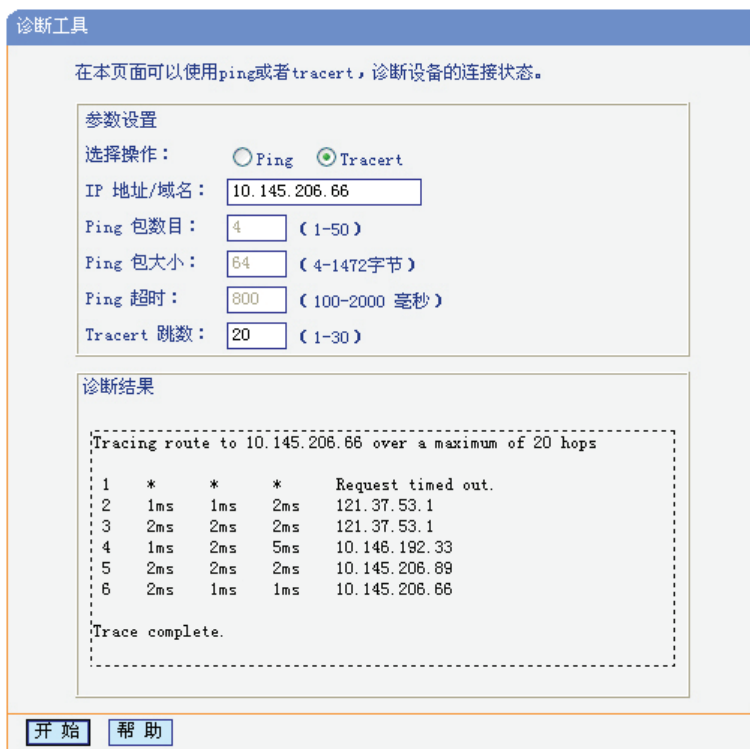 诊断工具
在本页面可以使用ping或者tracert，诊断设备的连接状态。
参数设置
选择操作： Ping Tracert
IP 地址/域名： 10.145.206.66
Ping 包数目： 4 （1-50）
Ping 包大小： 64 （4-1472字节）
Ping 超时： 800 （100-2000 毫秒）
Tracert 跳数： 20 （1-30）
诊断结果
Tracing route to 10.145.206.66 over a maximum of 20 hops
1 * * * Request timed out.
2 1ms 1ms 2ms 121.37.53.1
3 2ms 2ms 2ms 121.37.53.1
4 1ms 2ms 5ms 10.146.192.33
5 2ms 2ms 2ms 10.145.206.89
6 2ms 1ms 1ms 10.145.206.66
Trace complete.
开 始 帮 助